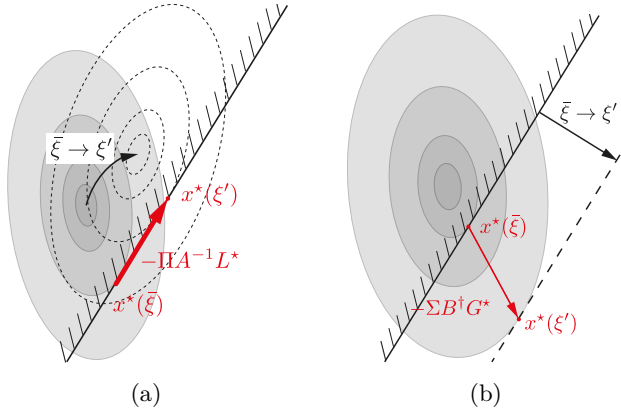 ξ̄ → ξ′
x⋆(ξ′)
−ΠA⁻¹L⋆
x⋆(ξ̄)
(a)
ξ̄ → ξ′
x⋆(ξ̄)
−ΣB†G⋆
x⋆(ξ′)
(b)